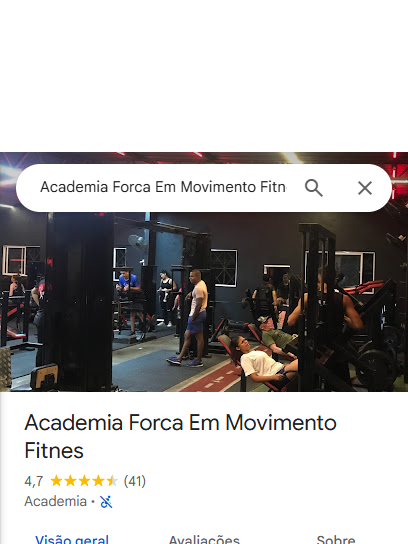 Academia Forca Em Movimento Fitn
Academia Forca Em Movimento
Fitnes
4,7 (41)
Academia ·
Visão geral Avaliações Sobre